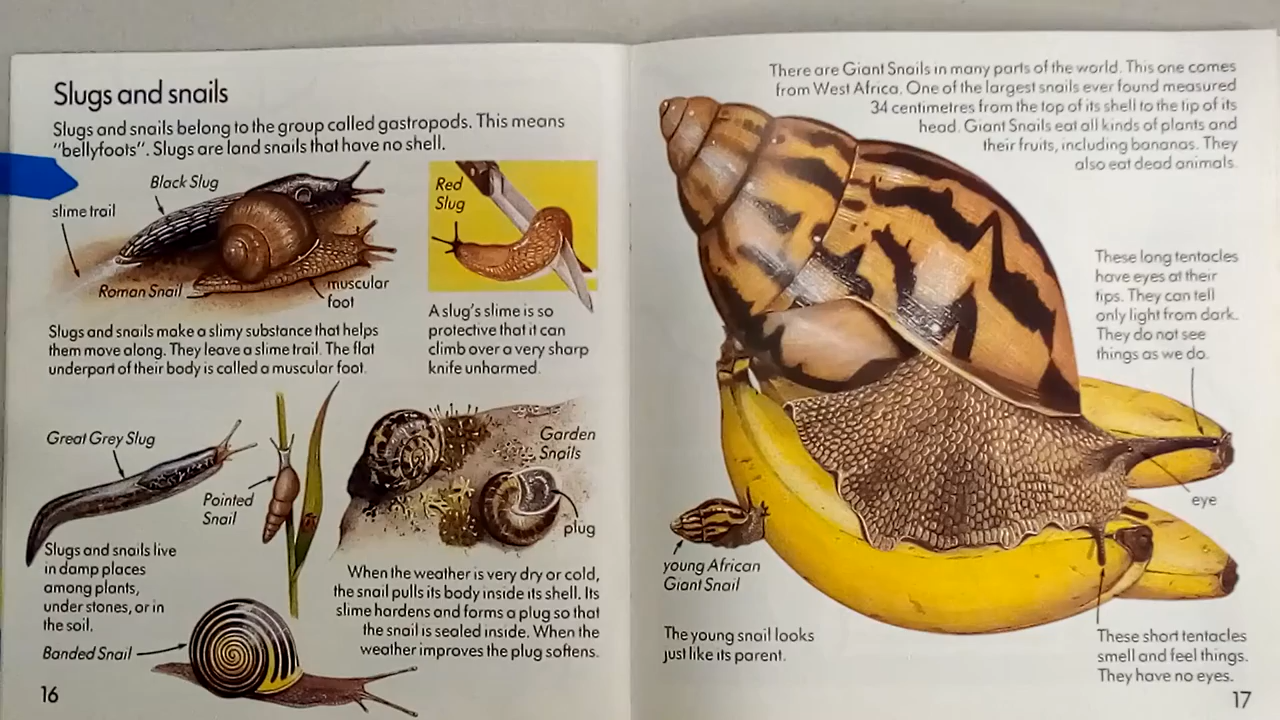 Slugs and snails
Slugs and snails belong to the group called gastropods. This means
"bellyfoots". Slugs are land snails that have no shell.
Black Slug
slime trail
Roman Snail
muscular
foot
Slugs and snails make a slimy substance that helps
them move along. They leave a slime trail. The flat
underpart of their body is called a muscular foot.
Red
Slug
A slug's slime is so
protective that it can
climb over a very sharp
knife unharmed.
Great Grey Slug
Pointed
Snail
Garden
Snails
plug
Slugs and snails live
in damp places
among plants,
under stones, or in
the soil.
When the weather is very dry or cold,
the snail pulls its body inside its shell. Its
slime hardens and forms a plug so that
the snail is sealed inside. When the
weather improves the plug softens.
Banded Snail
16
There are Giant Snails in many parts of the world. This one comes
from West Africa. One of the largest snails ever found measured
34 centimetres from the top of its shell to the tip of its
head. Giant Snails eat all kinds of plants and
their fruits, including bananas. They
also eat dead animals.
These long tentacles
have eyes at their
tips. They can tell
only light from dark.
They do not see
things as we do.
eye
young African
Giant Snail
The young snail looks
just like its parent.
These short tentacles
smell and feel things.
They have no eyes.
17